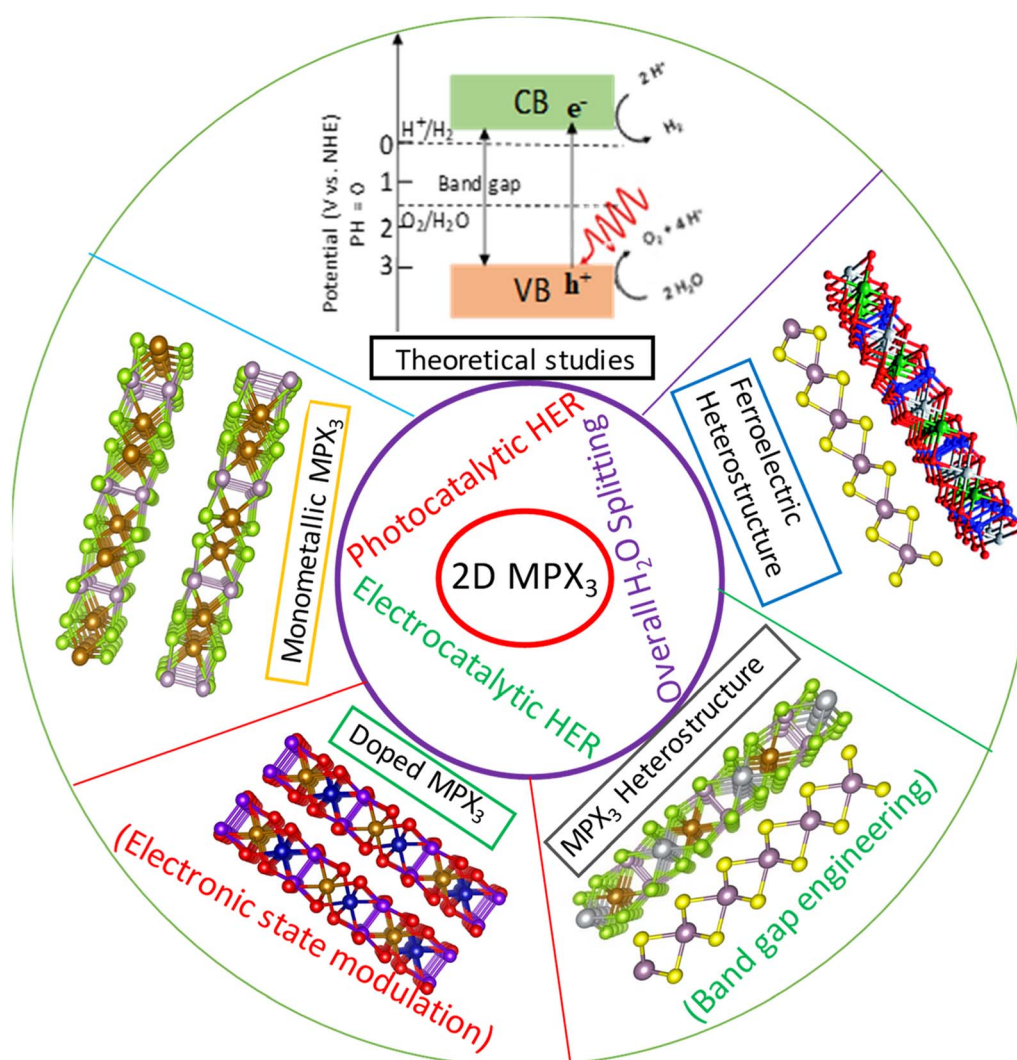 Potential (V vs. NHE)
PH = O
0
1
2
3
H⁺/H₂
Band gap
O₂/H₂O
CB e⁻
VB h⁺
2 H⁺
H₂
O₂ + 4 H⁺
2 H₂O
Theoretical studies
Ferroelectric
Heterostructure
MPX₃ Heterostructure
(Band gap engineering)
Doped MPX₃
(Electronic state modulation)
Monometallic MPX₃
Photocatalytic HER
Overall H₂O Splitting
Electrocatalytic HER
2D MPX₃